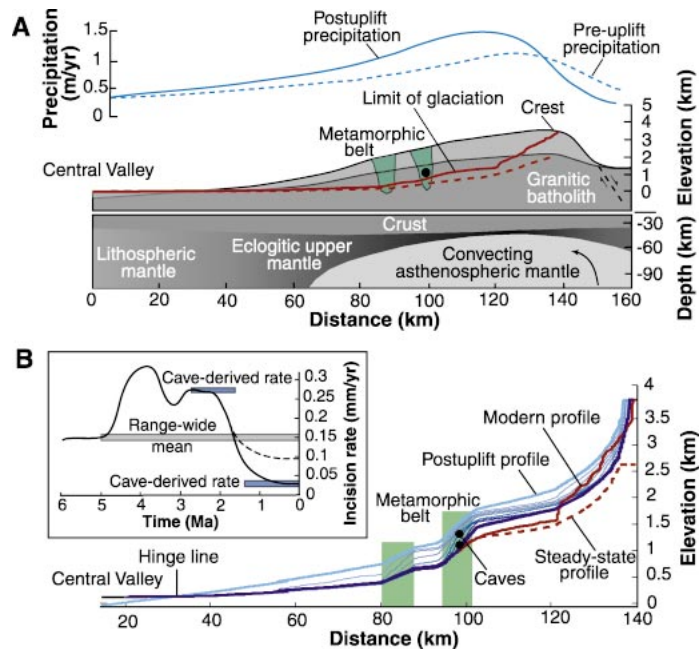 A
Postuplift
precipitation
Pre-uplift
precipitation
Precipitation
(m/yr)
1.5
1
0.5
0
Limit of glaciation
Crest
Metamorphic
belt
Central Valley
Granitic
batholith
5
4
3
2
1
0
Elevation (km)
Crust
Lithospheric
mantle
Eclogitic upper
mantle
Convecting
asthenospheric mantle
-30
-60
-90
Depth (km)
0 20 40 60 80 100 120 140 160
Distance (km)
B
Cave-derived rate
Range-wide
mean
Cave-derived rate
0.3
0.25
0.15
0.05
0
Incision rate (mm/yr)
6 5 4 3 2 1 0
Time (Ma)
Modern profile
Postuplift profile
Metamorphic
belt
Hinge line
Central Valley
Caves
Steady-state
profile
4
3.5
3
2.5
2
1.5
1
0.5
0
Elevation (km)
20 40 60 80 100 120 140
Distance (km)